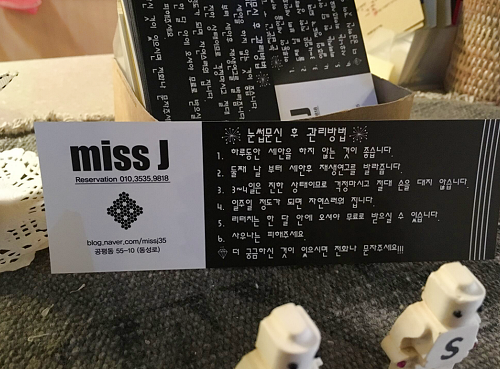 miss J
Reservation 010.3535.9818
blog.naver.com/missj35
공평동 55-10 (동성로)
눈썹문신 후 관리방법
1. 하루동안 세안을 하지 않는 것이 좋습니다.
2. 둘째 날 부터 세안후 재생연고를 발라줍니다.
3. 3~4일은 진한 상태이므로 걱정마시고 절대 손을 대지 않습니다.
4. 일주일 정도가 되면 자연스러워 집니다.
5. 리터치는 한 달 안에 오셔야 무료로 받으실 수 있습니다.
6. 사우나는 피해주세요
더 궁금하신 것이 있으시면 전화나 문자주세요!!!
S